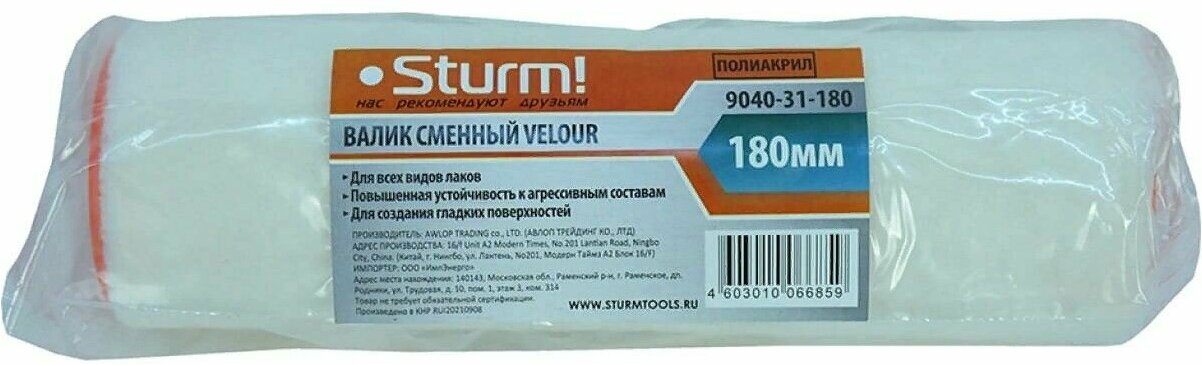 Sturm!
нас рекомендуют друзьям
ПОЛИАКРИЛ
9040-31-180
ВАЛИК СМЕННЫЙ VELOUR
180мм
Для всех видов лаков
Повышенная устойчивость к агрессивным составам
Для создания гладких поверхностей
ПРОИЗВОДИТЕЛЬ: AWLOP TRADING co., LTD. (АВЛОП ТРЕЙДИНГ КО., ЛТД)
АДРЕС ПРОИЗВОДСТВА: 16/f Unit A2 Modern Times, No.201 Lantian Road, Ningbo
City, China. (Китай, г. Нингбо, ул. Лантень, No201, Модерн Таймз А2 Блок 16/F)
ИМПОРТЕР: ООО «ИмпЭнерго»
Адрес места нахождения: 140143, Московская обл., Раменский р-н, г. Раменское, дп.
Родники, ул. Трудовая, д. 10, пом. 1, этаж 3, ком. 314
Товар не требует обязательной сертификации.
Произведено в КНР RUI20210908
WWW.STURMTOOLS.RU
4 603010 066859